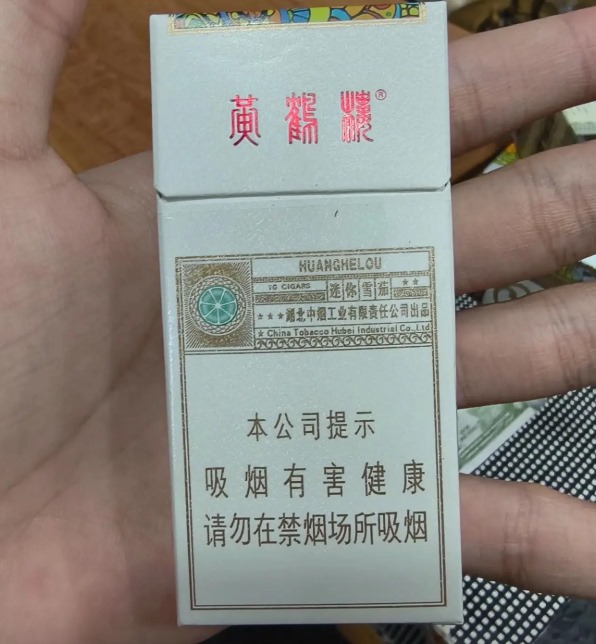 黄鹤楼®
HUANGHELOU
10 CIGARS
迷你雪茄
★★
★★★湖北中烟工业有限责任公司出品
★ China Tobacco Hubei Industrial Co.,Ltd
本公司提示
吸烟有害健康
请勿在禁烟场所吸烟